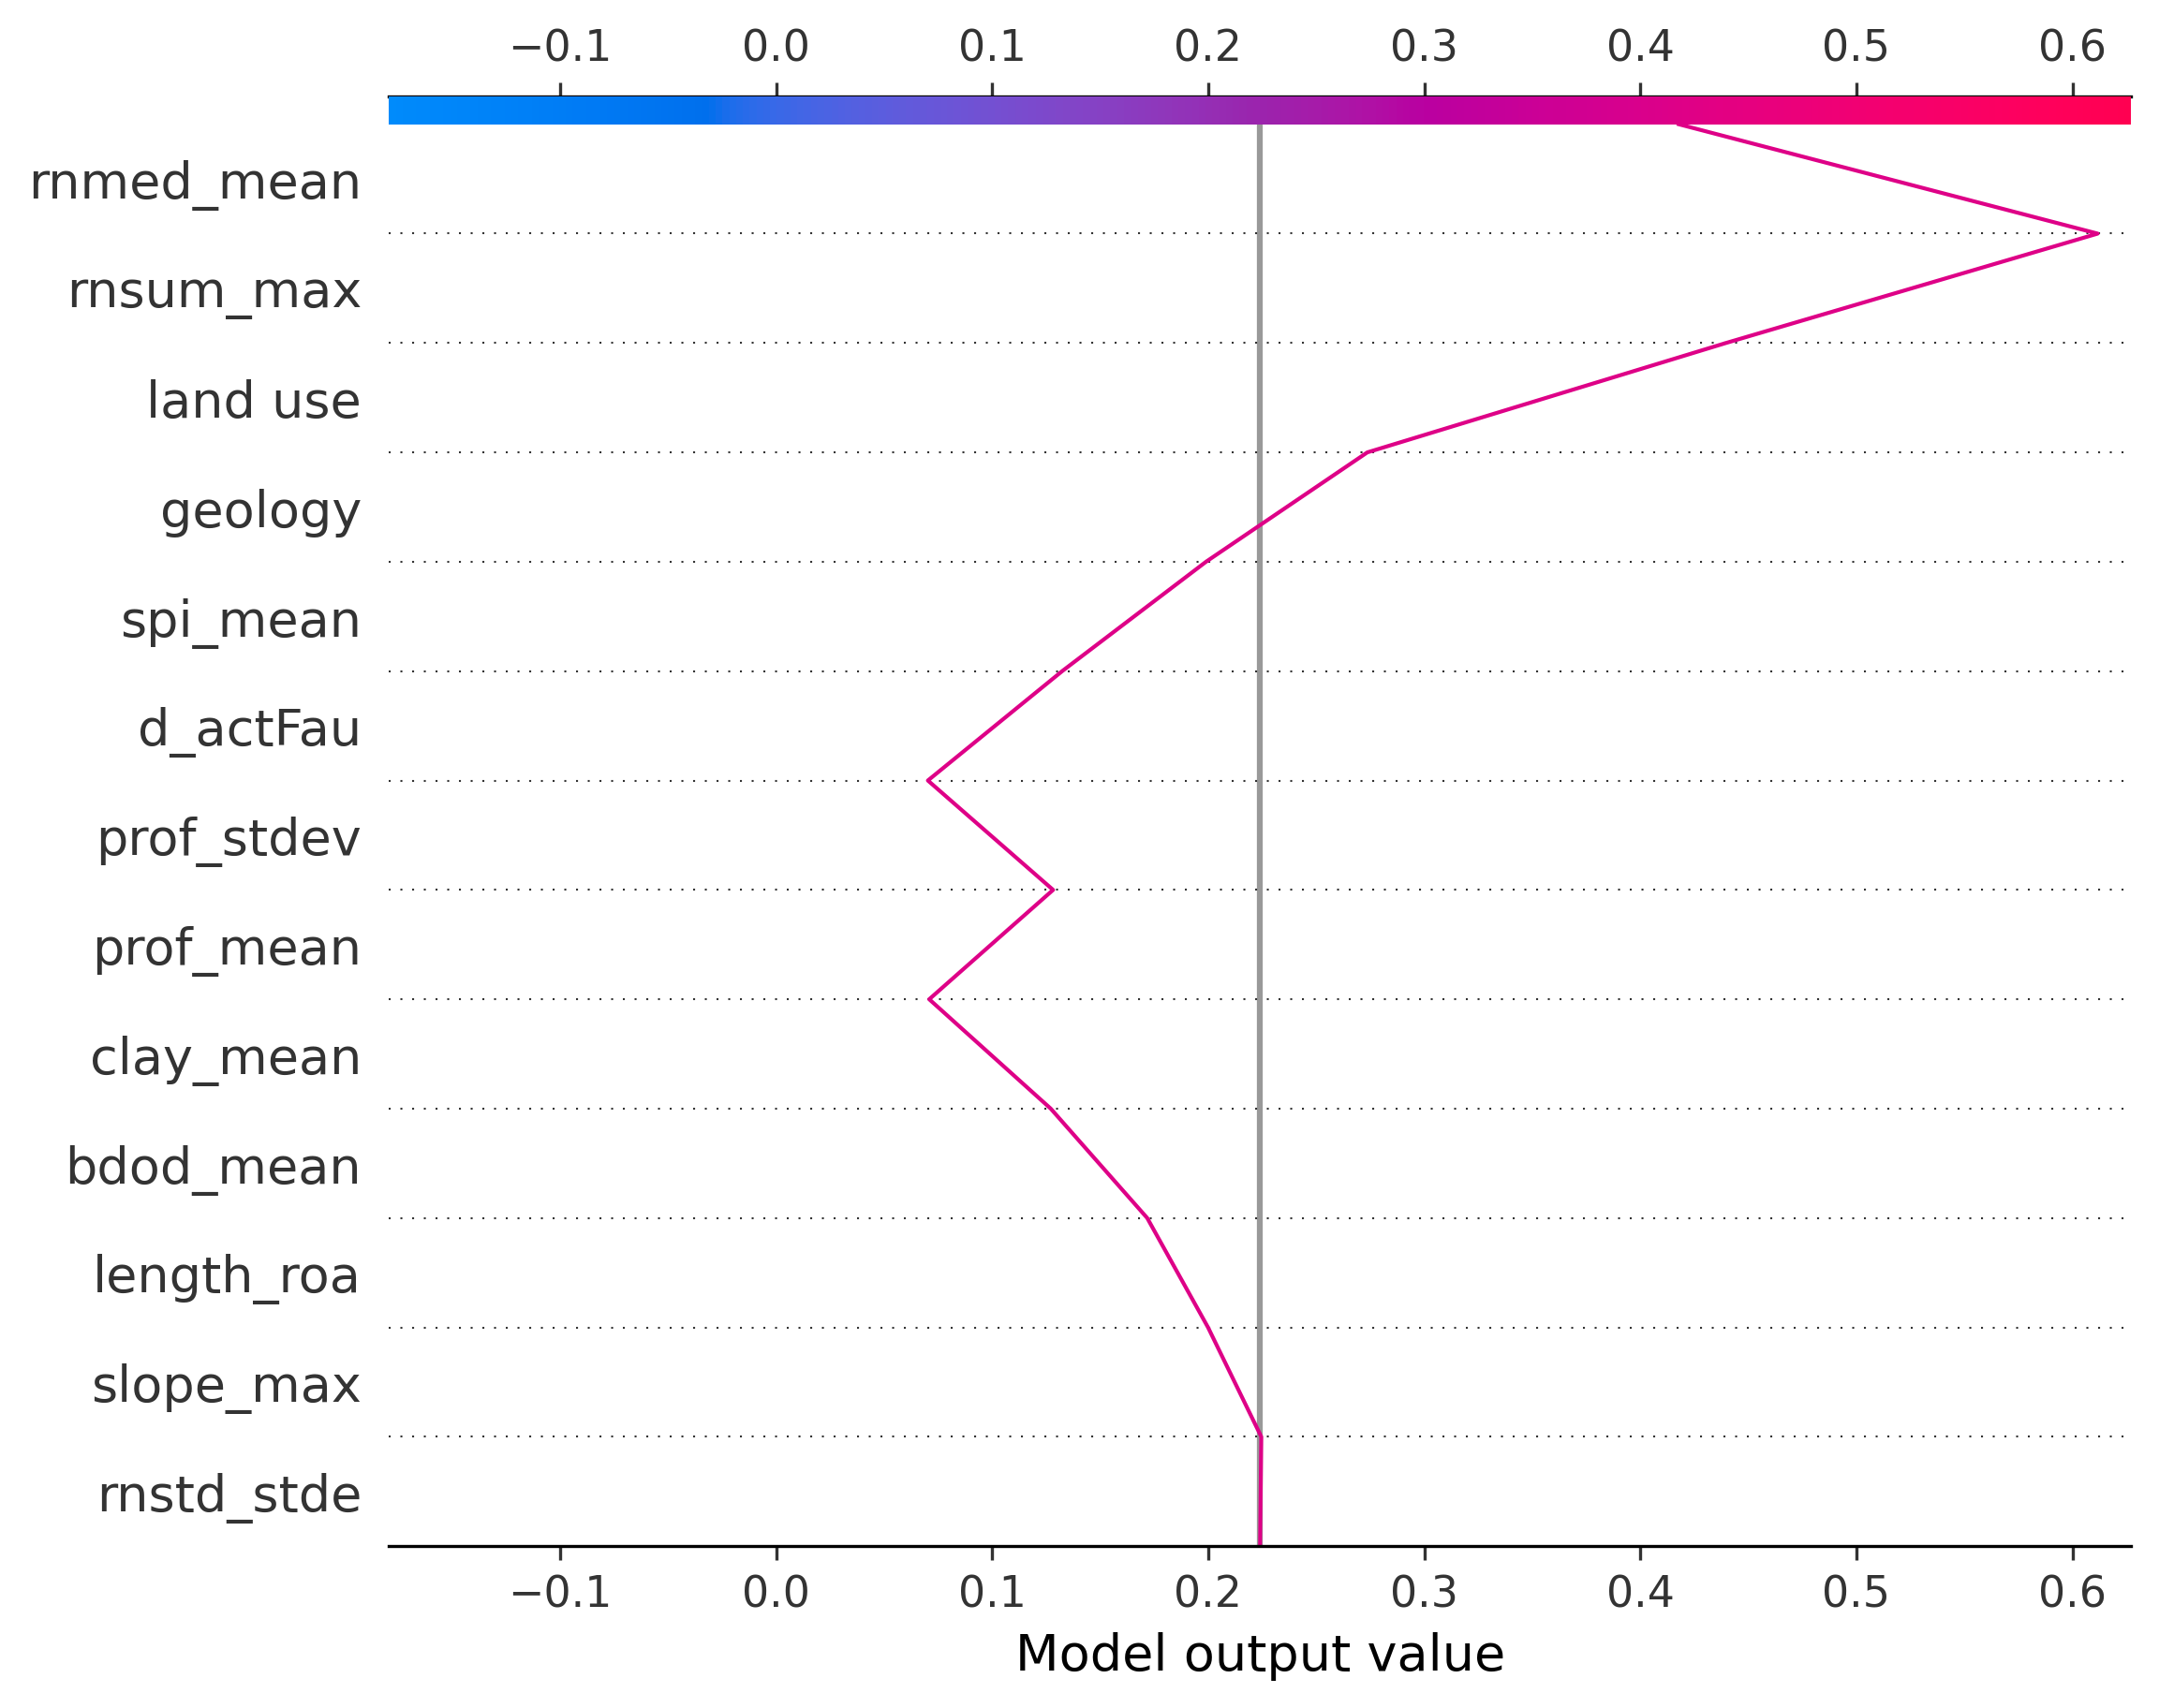 −0.1 0.0 0.1 0.2 0.3 0.4 0.5 0.6
rnmed_mean
rnsum_max
land use
geology
spi_mean
d_actFau
prof_stdev
prof_mean
clay_mean
bdod_mean
length_roa
slope_max
rnstd_stde
−0.1 0.0 0.1 0.2 0.3 0.4 0.5 0.6
Model output value